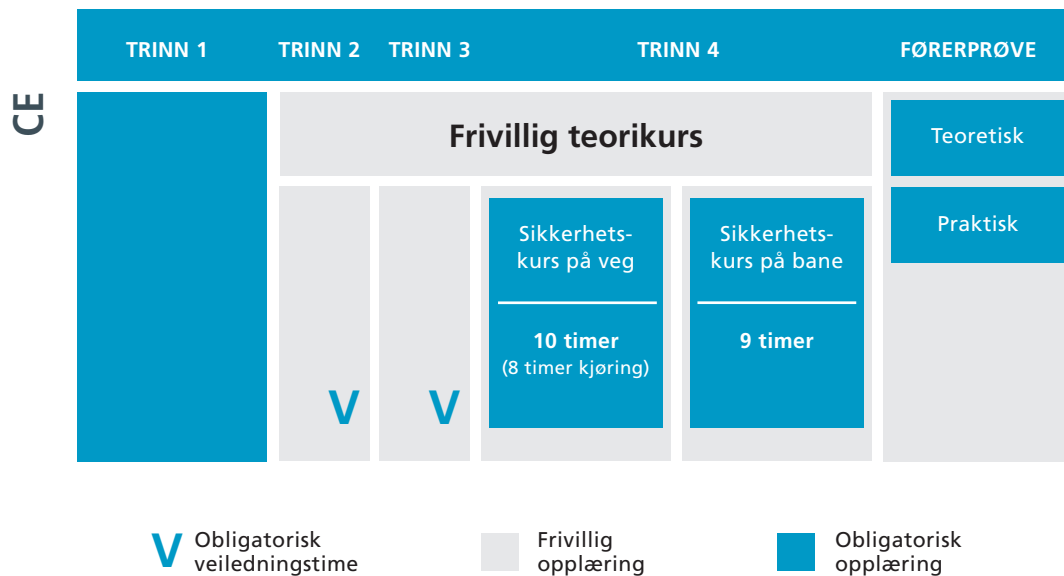 TRINN 1
TRINN 2
TRINN 3
TRINN 4
FØRERPRØVE
CE
Frivillig teorikurs
Teoretisk
Praktisk
Sikkerhets-
kurs på veg
10 timer
(8 timer kjøring)
Sikkerhets-
kurs på bane
9 timer
V
V
V Obligatorisk
veiledningstime
Frivillig
opplæring
Obligatorisk
opplæring